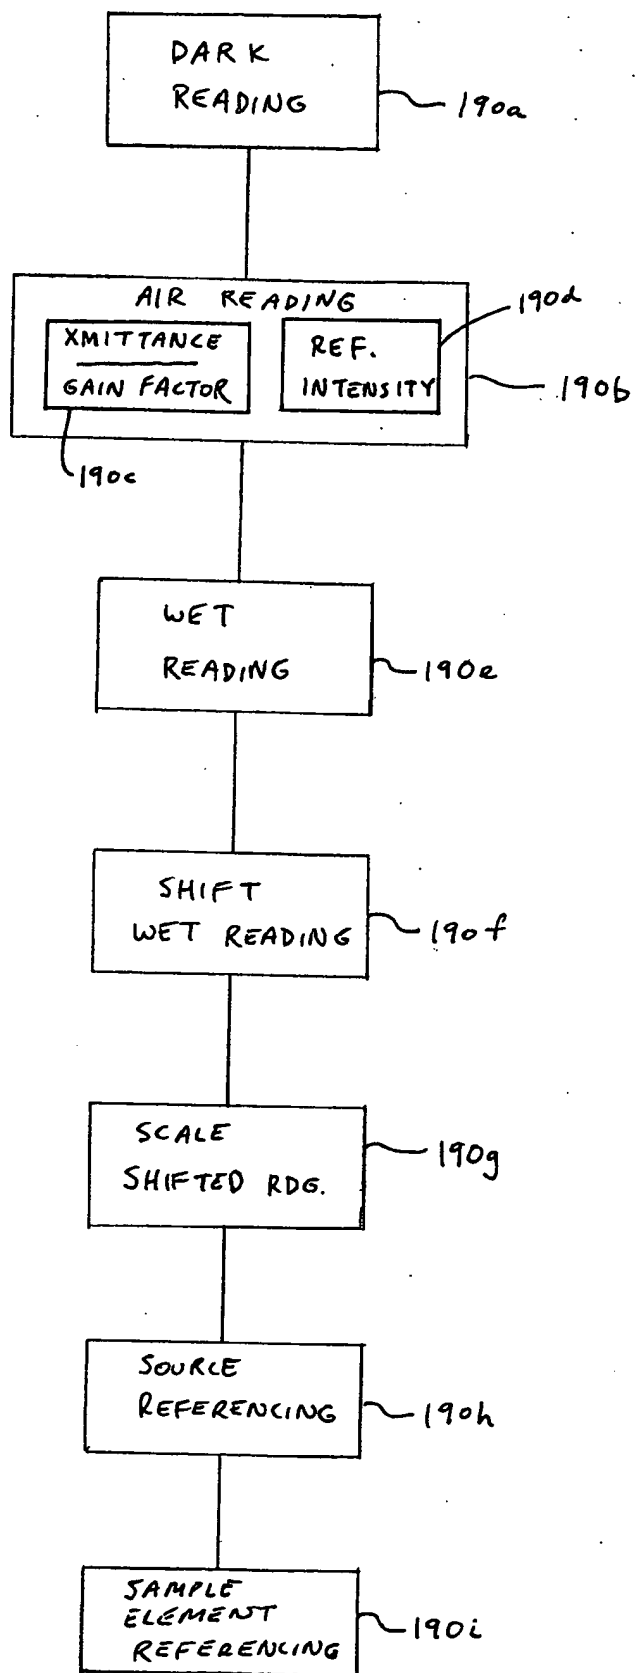 DARK
READING
190a
AIR READING
190d
XMITTANCE
GAIN FACTOR
REF.
INTENSITY
190b
190c
WET
READING
190e
SHIFT
WET READING
190f
SCALE
SHIFTED RDG.
190g
SOURCE
REFERENCING
190h
SAMPLE
ELEMENT
REFERENCING
190i